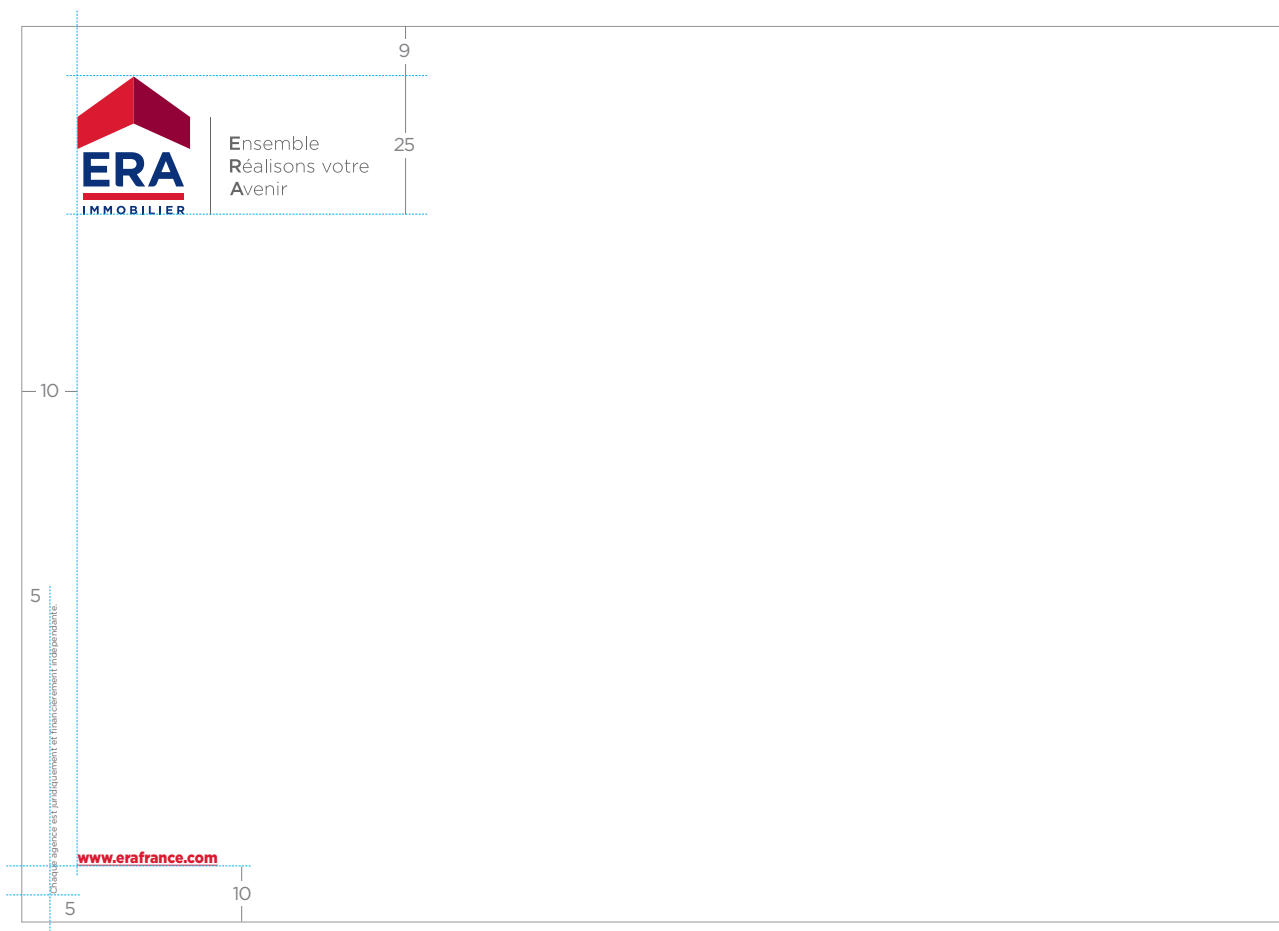 9
ERA
IMMOBILIER
Ensemble
Réalisons votre
Avenir
25
10
5
Chaque agence est juridiquement et financièrement indépendante.
www.erafrance.com
10
5